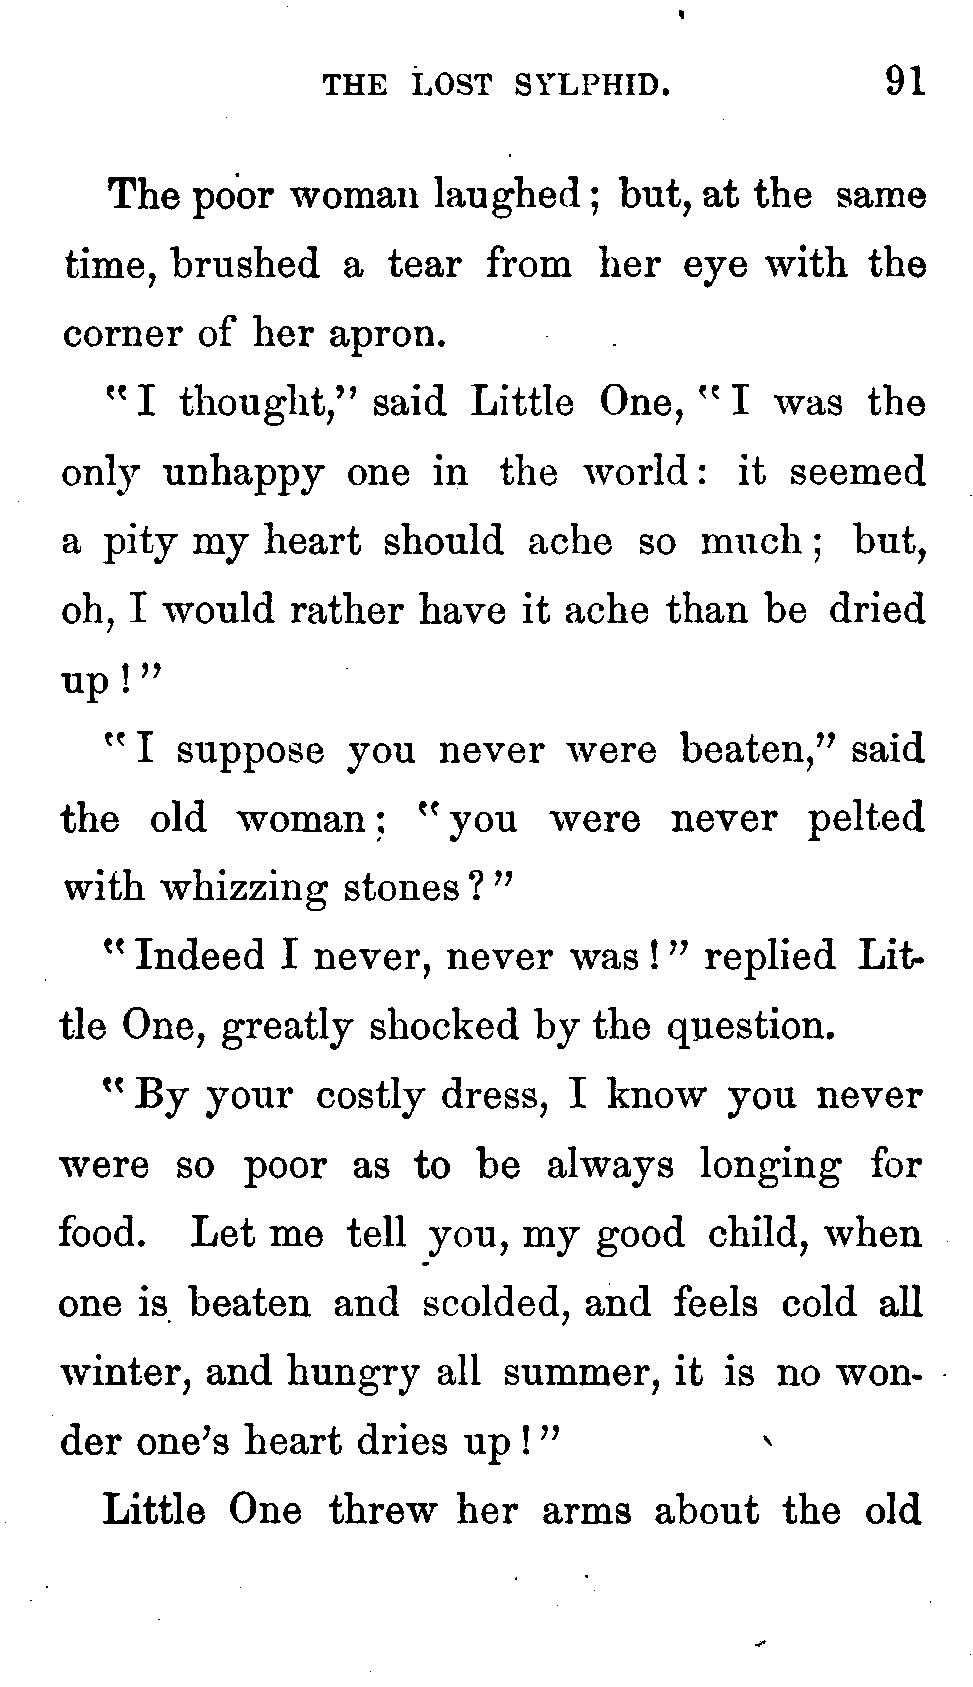 THE LOST SYLPHID. 91
The poor woman laughed; but, at the same
time, brushed a tear from her eye with the
corner of her apron.
"I thought," said Little One, "I was the
only unhappy one in the world: it seemed
a pity my heart should ache so much; but,
oh, I would rather have it ache than be dried
up!"
"I suppose you never were beaten," said
the old woman; "you were never pelted
with whizzing stones?"
"Indeed I never, never was!" replied Lit-
tle One, greatly shocked by the question.
"By your costly dress, I know you never
were so poor as to be always longing for
food. Let me tell you, my good child, when
one is beaten and scolded, and feels cold all
winter, and hungry all summer, it is no won-
der one's heart dries up!"
Little One threw her arms about the old